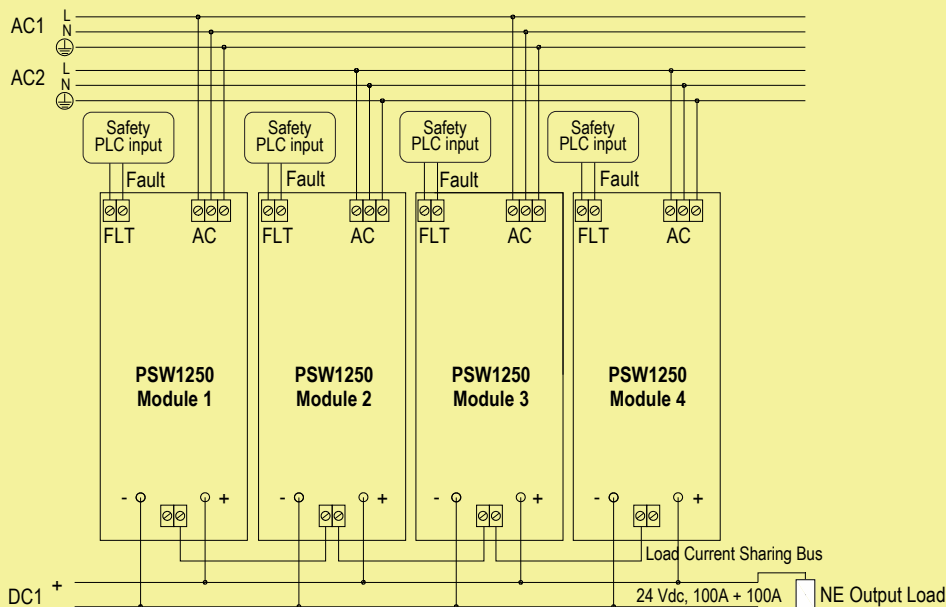 AC1 L
N
AC2 L
N
Safety
PLC input
Safety
PLC input
Safety
PLC input
Safety
PLC input
Fault
Fault
Fault
Fault
FLT AC
FLT AC
FLT AC
FLT AC
PSW1250
Module 1
PSW1250
Module 2
PSW1250
Module 3
PSW1250
Module 4
- +
- +
- +
- +
Load Current Sharing Bus
DC1 +
24 Vdc, 100A + 100A
NE Output Load